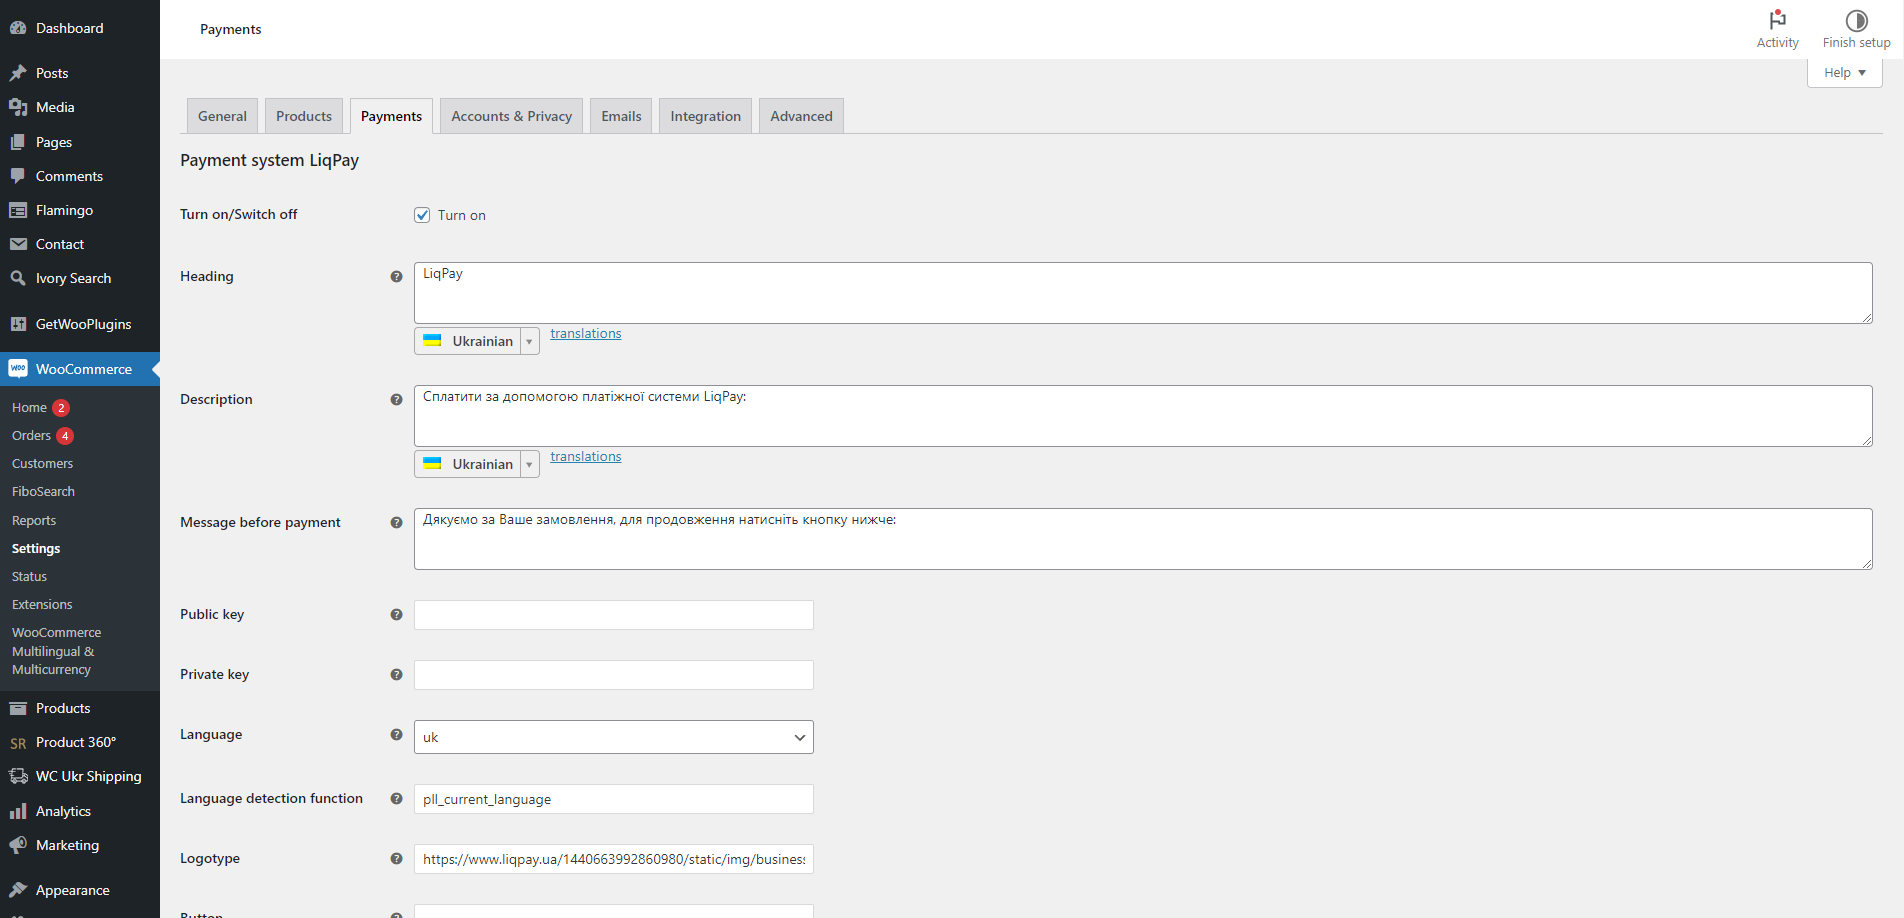 Dashboard
Posts
Media
Pages
Comments
Flamingo
Contact
Ivory Search
GetWooPlugins
woo WooCommerce
Home 2
Orders 4
Customers
FiboSearch
Reports
Settings
Status
Extensions
WooCommerce
Multilingual &
Multicurrency
Products
SR Product 360°
WC Ukr Shipping
Analytics
Marketing
Appearance
Payments
Activity
Finish setup
Help ▼
General
Products
Payments
Accounts & Privacy
Emails
Integration
Advanced
Payment system LiqPay
Turn on/Switch off
Turn on
Heading
LiqPay
Ukrainian
translations
Description
Сплатити за допомогою платіжної системи LiqPay:
Ukrainian
translations
Message before payment
Дякуємо за Ваше замовлення, для продовження натисніть кнопку нижче:
Public key
Private key
Language
uk
Language detection function
pll_current_language
Logotype
https://www.liqpay.ua/1440663992860980/static/img/business
Button